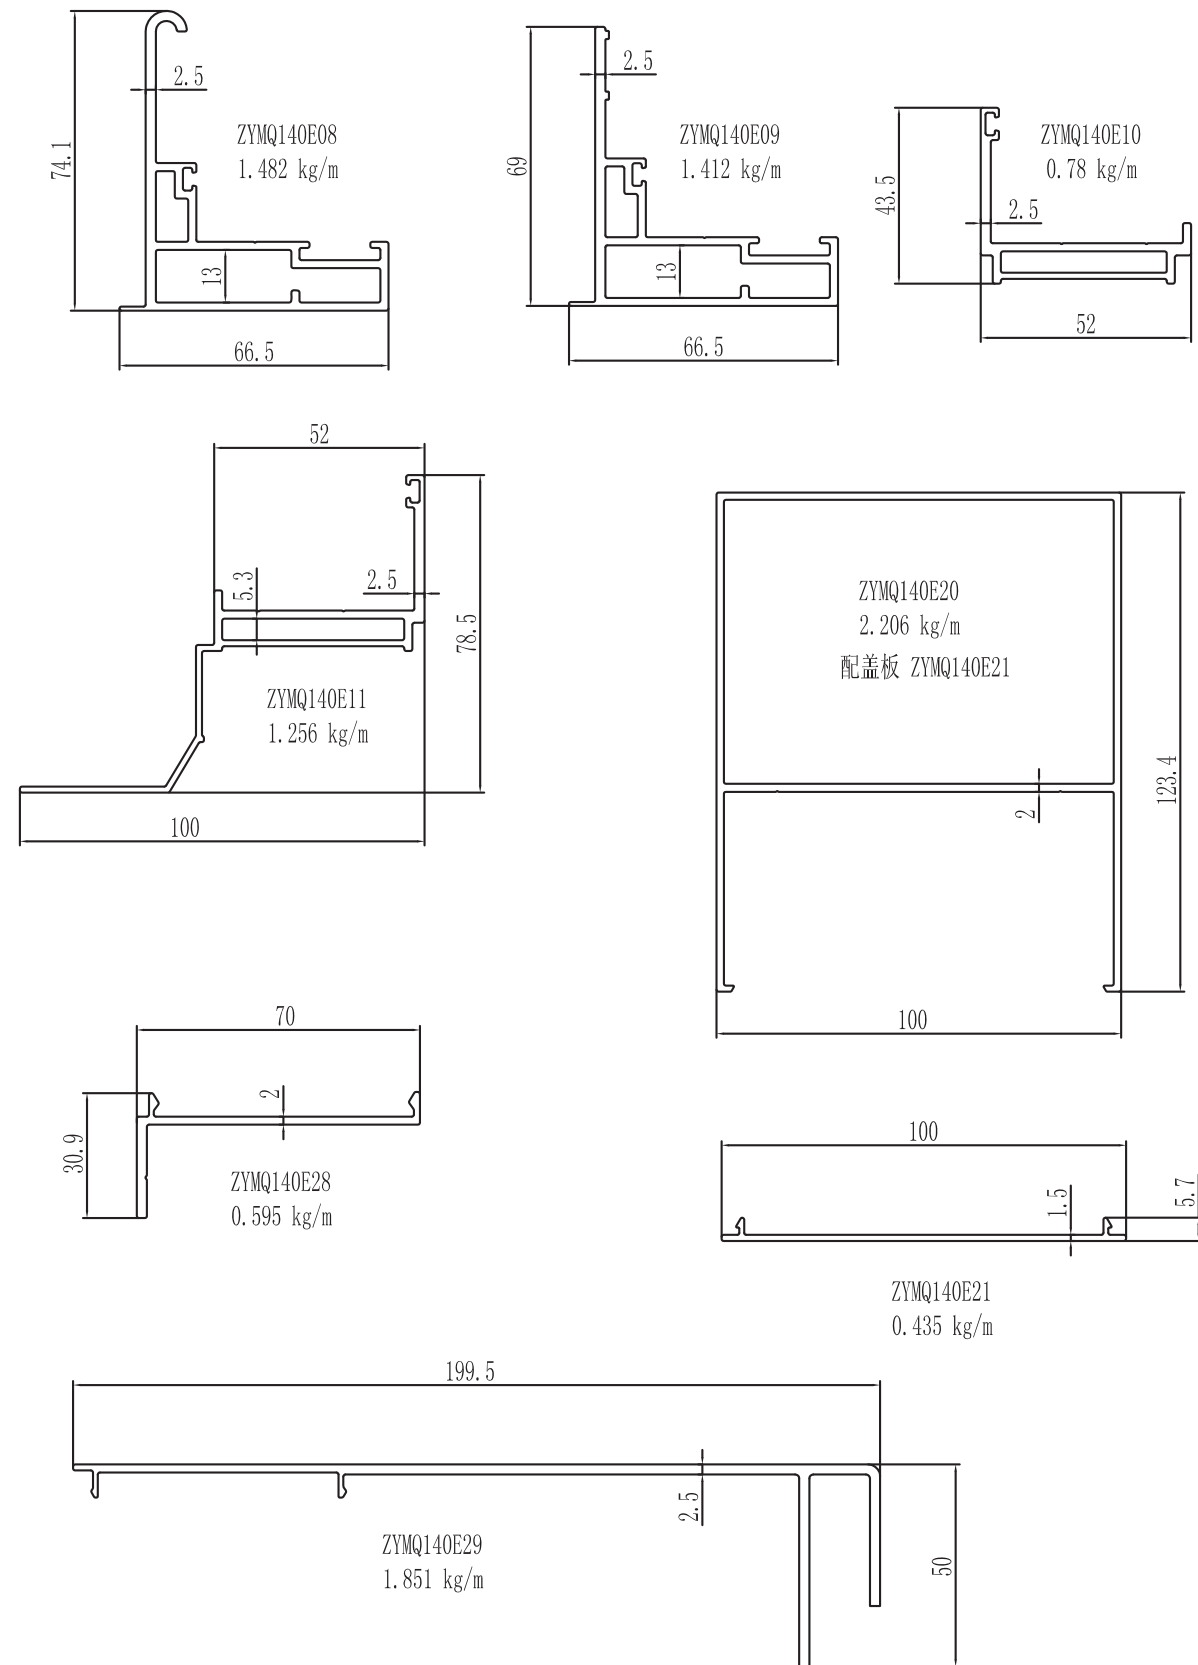 74.1
2.5
ZYMQ140E08
1.482 kg/m
13
66.5
69
2.5
ZYMQ140E09
1.412 kg/m
13
66.5
43.5
2.5
ZYMQ140E10
0.78 kg/m
52
52
5.3
2.5
78.5
ZYMQ140E11
1.256 kg/m
100
ZYMQ140E20
2.206 kg/m
配盖板 ZYMQ140E21
2
123.4
100
70
2
30.9
ZYMQ140E28
0.595 kg/m
100
1.5
5.7
ZYMQ140E21
0.435 kg/m
199.5
2.5
ZYMQ140E29
1.851 kg/m
50